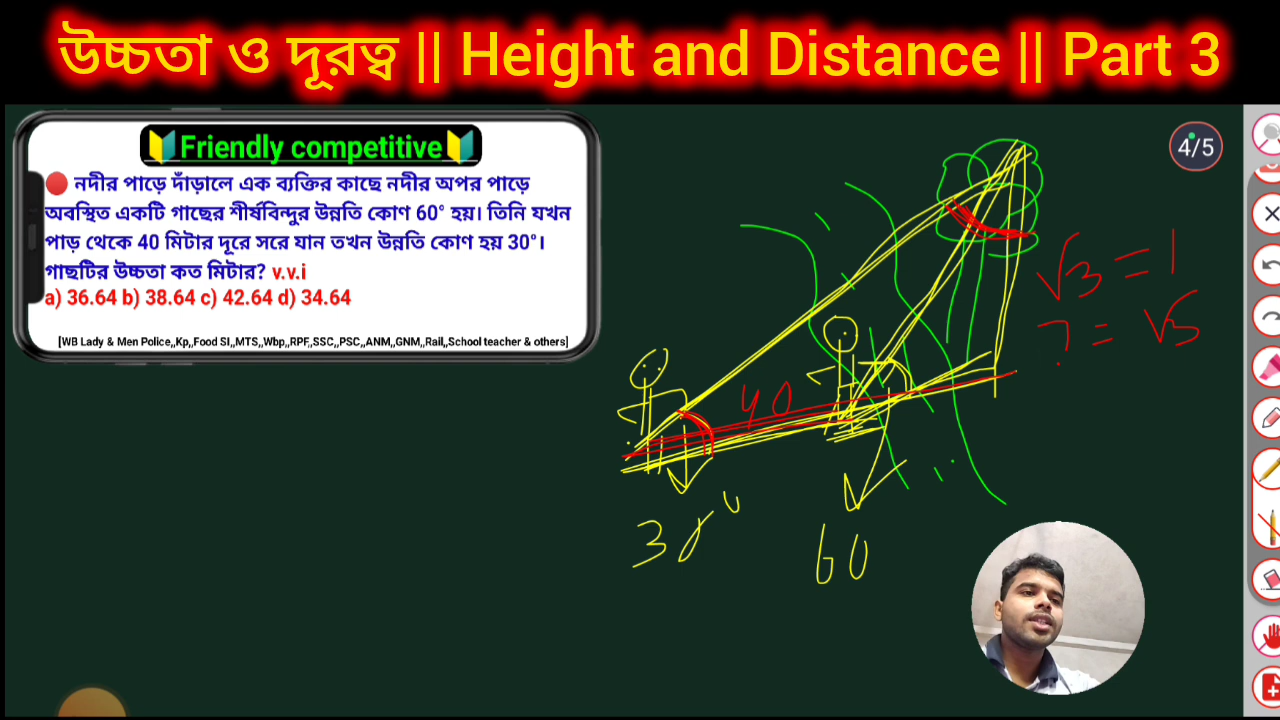 উচ্চতা ও দূরত্ব || Height and Distance || Part 3
🔰Friendly competitive🔰
🔴 নদীর পাড়ে দাঁড়ালে এক ব্যক্তির কাছে নদীর অপর পাড়ে
অবস্থিত একটি গাছের শীর্ষবিন্দুর উন্নতি কোণ 60° হয়। তিনি যখন
পাড় থেকে 40 মিটার দূরে সরে যান তখন উন্নতি কোণ হয় 30°।
গাছটির উচ্চতা কত মিটার? v.v.i
a) 36.64 b) 38.64 c) 42.64 d) 34.64
[WB Lady & Men Police,,Kp,,Food SI,,MTS,,Wbp,,RPF,SSC,,PSC,,ANM,,GNM,,Rail,,School teacher & others]
4/5
√3 = 1
? = √3
40
30°
60